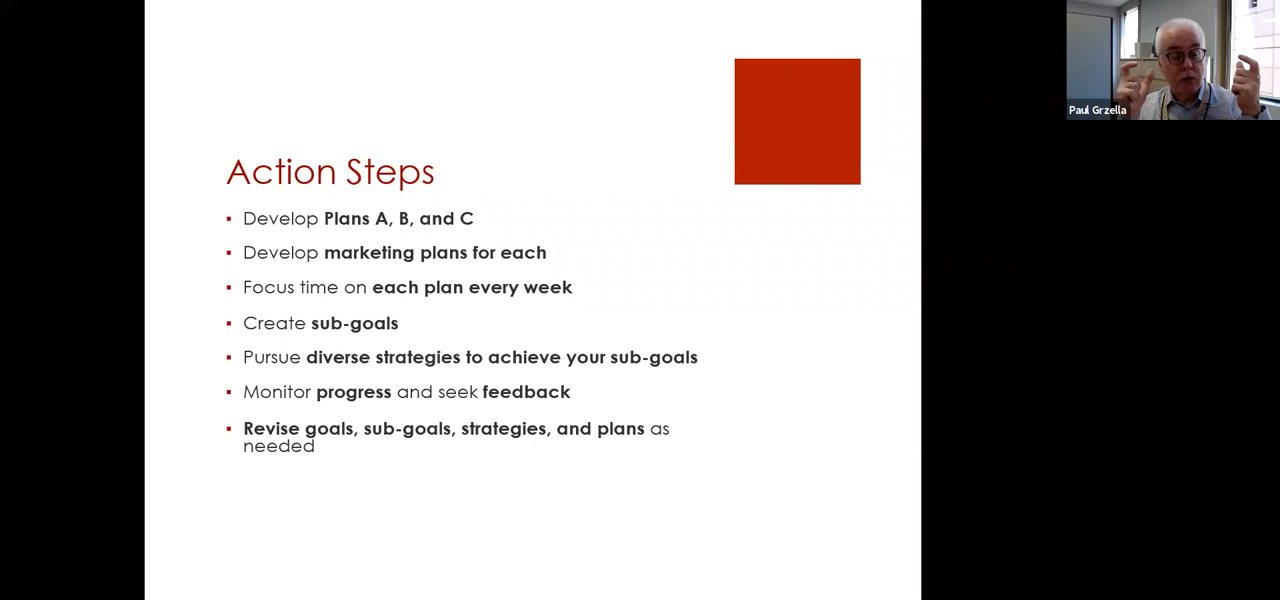 Action Steps
▪ Develop Plans A, B, and C
▪ Develop marketing plans for each
▪ Focus time on each plan every week
▪ Create sub-goals
▪ Pursue diverse strategies to achieve your sub-goals
▪ Monitor progress and seek feedback
▪ Revise goals, sub-goals, strategies, and plans as
needed
Paul Grzella